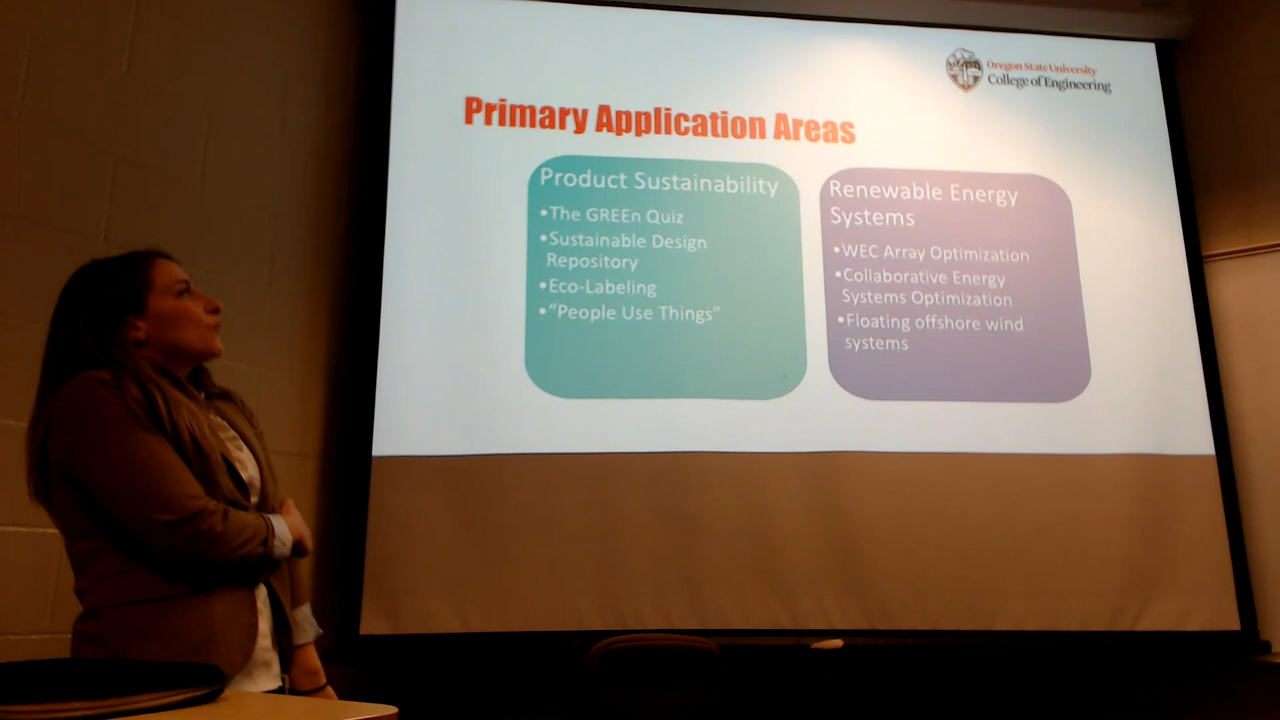 Oregon State University
College of Engineering
Primary Application Areas
Product Sustainability
•The GREEn Quiz
•Sustainable Design
Repository
•Eco-Labeling
•“People Use Things”
Renewable Energy
Systems
•WEC Array Optimization
•Collaborative Energy
Systems Optimization
•Floating offshore wind
systems